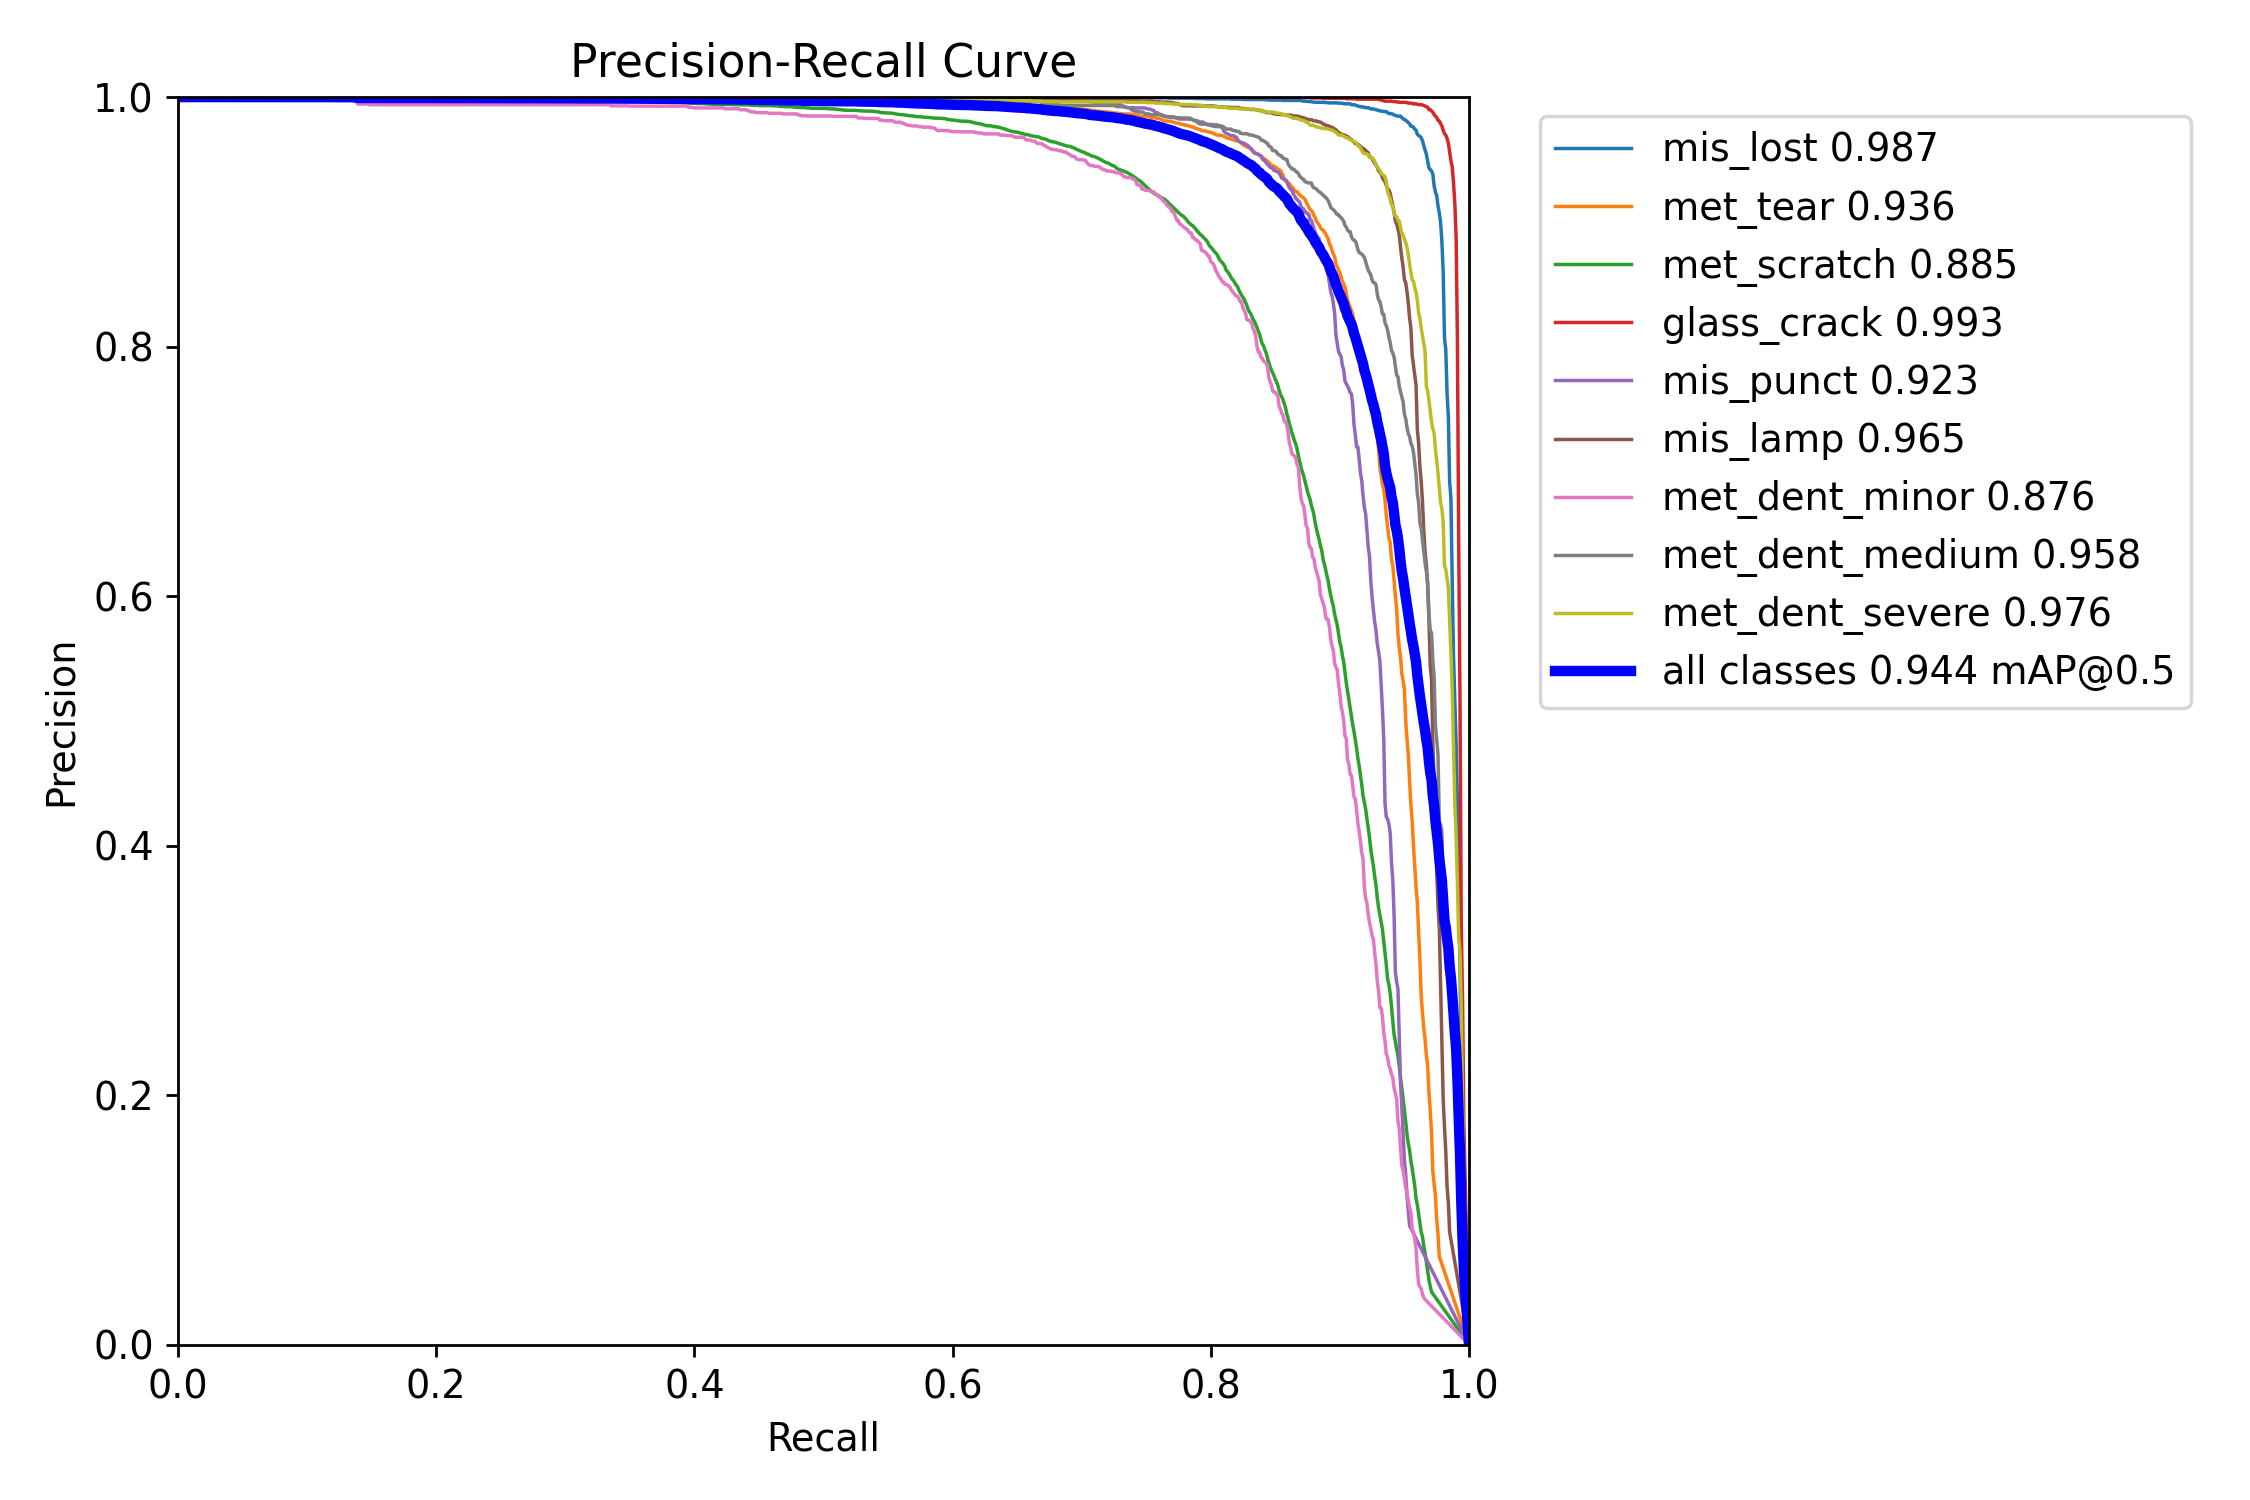 Precision-Recall Curve
1.0
0.8
0.6
0.4
0.2
0.0
Precision
0.0 0.2 0.4 0.6 0.8 1.0
Recall
mis_lost 0.987
met_tear 0.936
met_scratch 0.885
glass_crack 0.993
mis_punct 0.923
mis_lamp 0.965
met_dent_minor 0.876
met_dent_medium 0.958
met_dent_severe 0.976
all classes 0.944 mAP@0.5